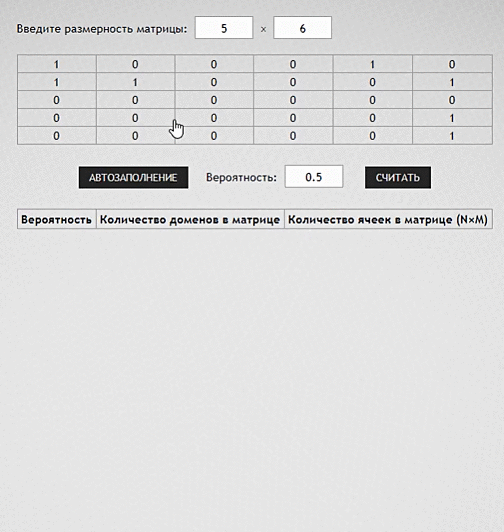 Введите размерность матрицы: 5 × 6
1 0 0 0 1 0
1 1 0 0 0 1
0 0 0 0 0 0
0 0 0 0 0 1
0 0 0 0 0 1
АВТОЗАПОЛНЕНИЕ Вероятность: 0.5 СЧИТАТЬ
Вероятность Количество доменов в матрице Количество ячеек в матрице (N×M)